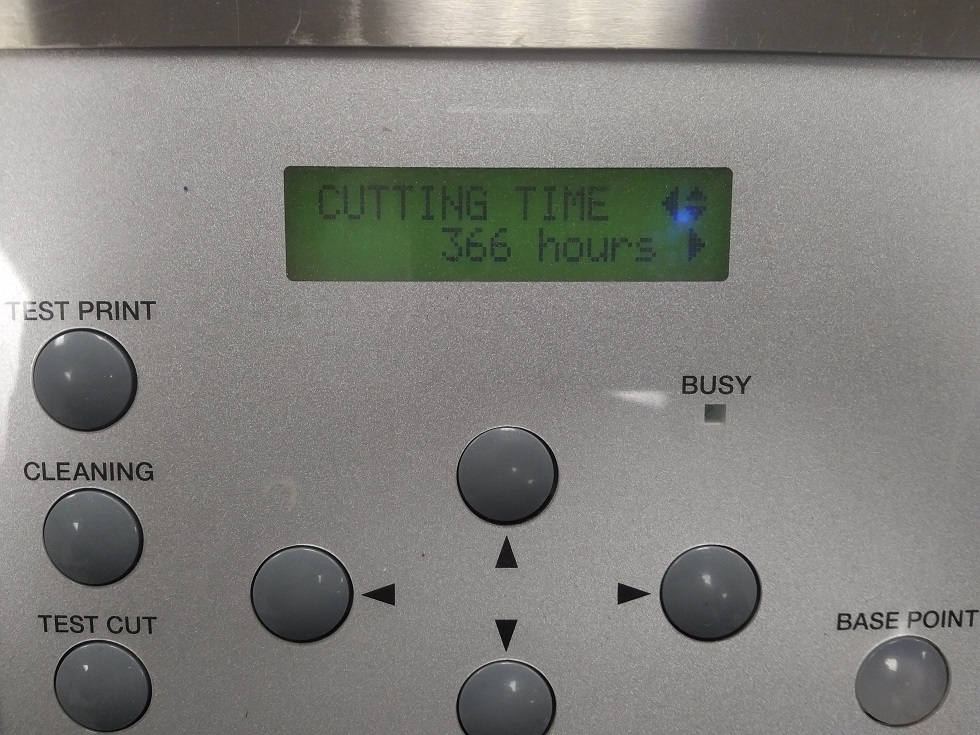 CUTTING TIME
366 hours
TEST PRINT
BUSY
CLEANING
TEST CUT
BASE POINT